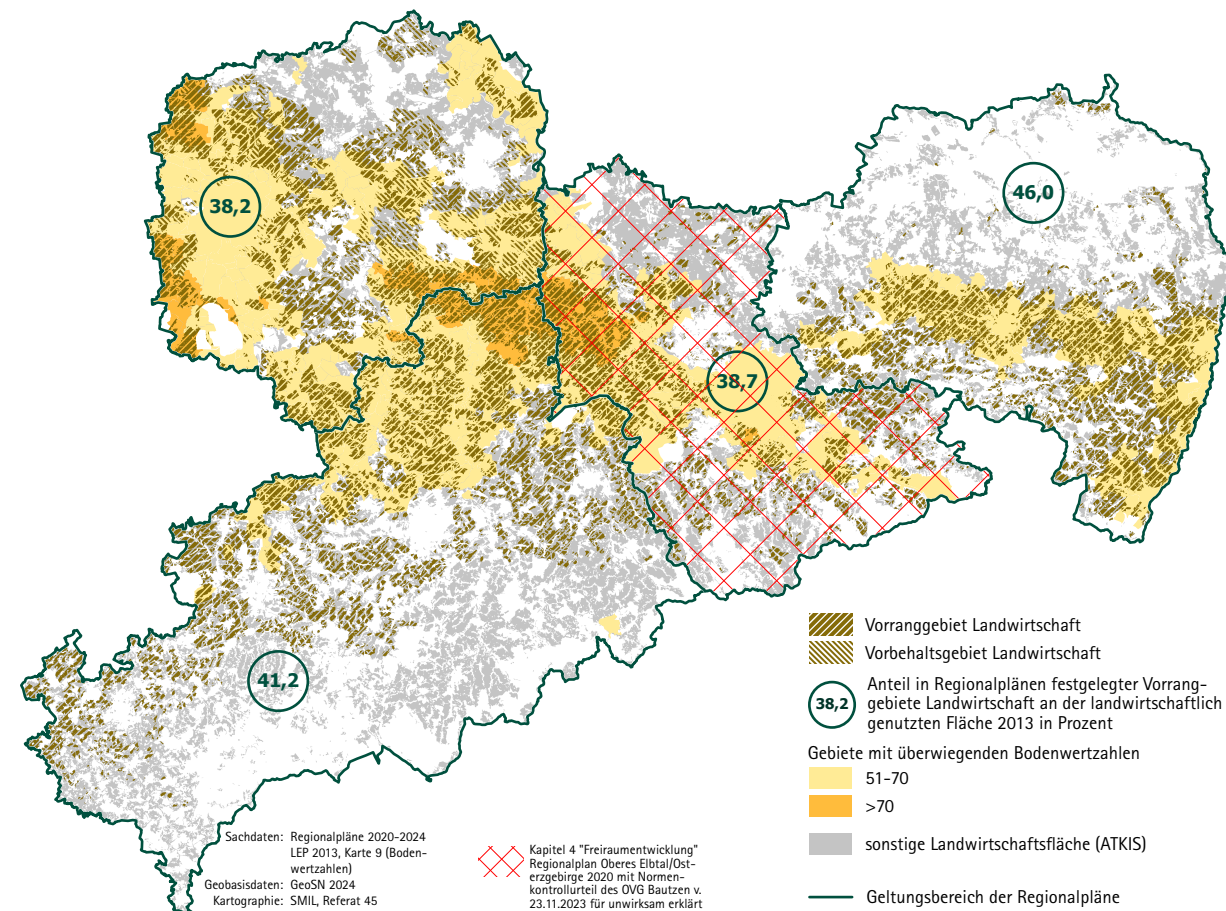 38,2
46,0
38,7
41,2
Vorranggebiet Landwirtschaft
Vorbehaltsgebiet Landwirtschaft
38,2
Anteil in Regionalplänen festgelegter Vorrang-
gebiete Landwirtschaft an der landwirtschaftlich
genutzten Fläche 2013 in Prozent
Gebiete mit überwiegenden Bodenwertzahlen
51-70
>70
sonstige Landwirtschaftsfläche (ATKIS)
Geltungsbereich der Regionalpläne
Sachdaten: Regionalpläne 2020-2024
LEP 2013, Karte 9 (Boden-
wertzahlen)
Geobasisdaten: GeoSN 2024
Kartographie: SMIL, Referat 45
Kapitel 4 "Freiraumentwicklung"
Regionalplan Oberes Elbtal/Ost-
erzgebirge 2020 mit Normen-
kontrollurteil des OVG Bautzen v.
23.11.2023 für unwirksam erklärt